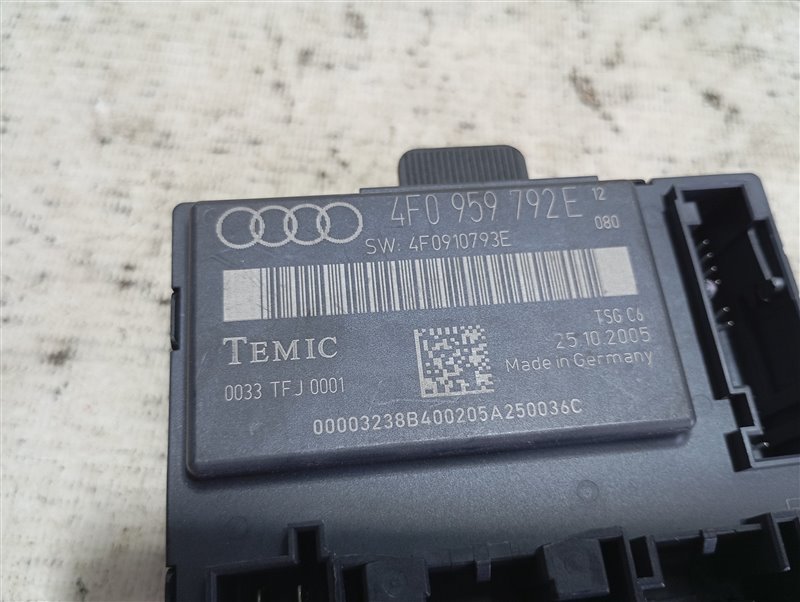 4F0 959 792E 12
080
SW: 4F0910793E
TSG C6
TEMIC
25.10.2005
Made in Germany
0033 TFJ 0001
00003238B400205A250036C